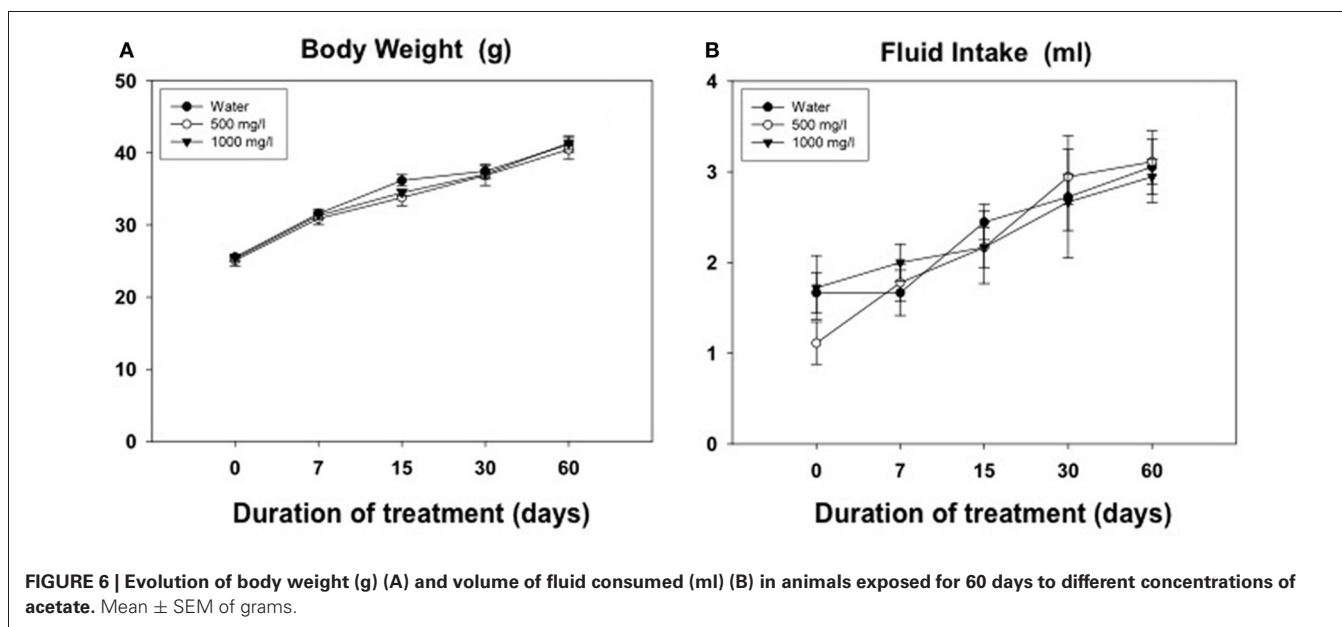 A
Body Weight (g)
50
40
30
20
10
0
Water
500 mg/l
1000 mg/l
0 7 15 30 60
Duration of treatment (days)
B
Fluid Intake (ml)
4
3
2
1
0
Water
500 mg/l
1000 mg/l
0 7 15 30 60
Duration of treatment (days)
FIGURE 6 | Evolution of body weight (g) (A) and volume of fluid consumed (ml) (B) in animals exposed for 60 days to different concentrations of
acetate. Mean ± SEM of grams.